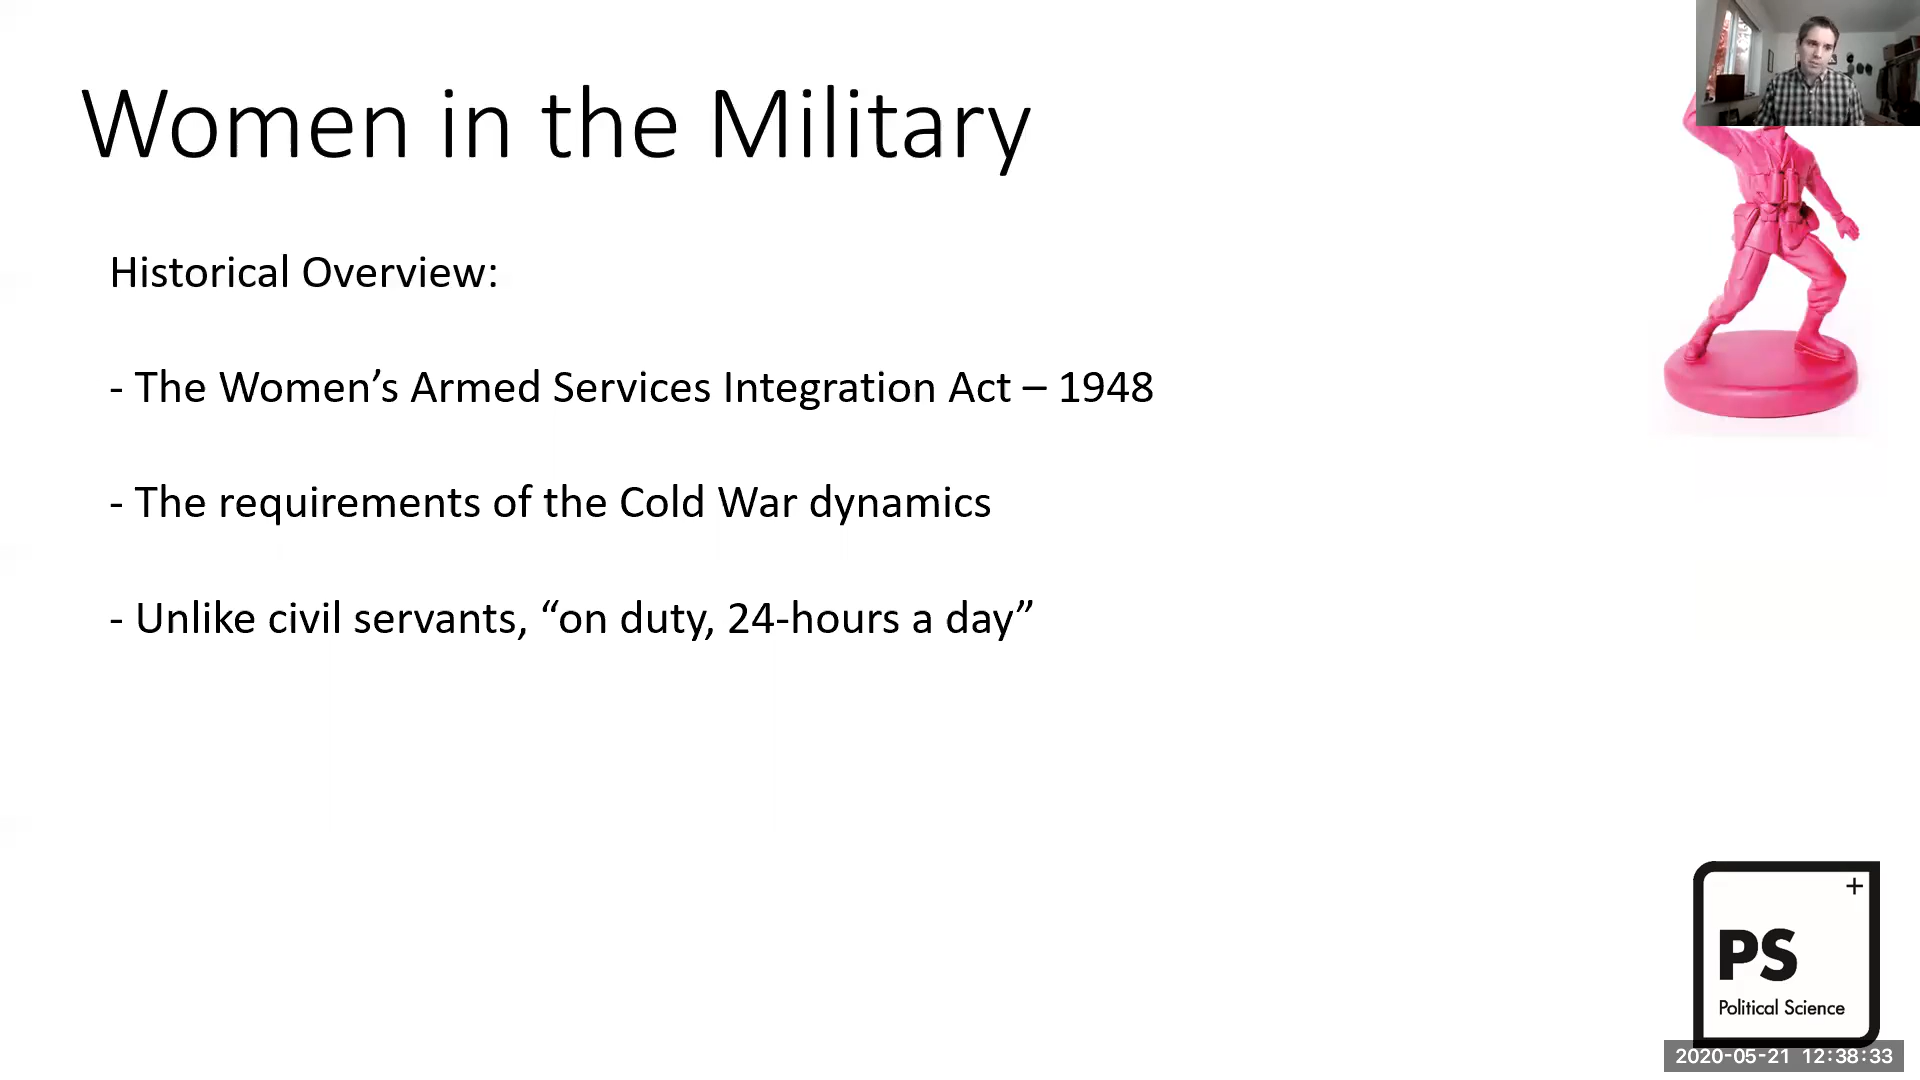 Women in the Military
Historical Overview:
- The Women’s Armed Services Integration Act – 1948
- The requirements of the Cold War dynamics
- Unlike civil servants, “on duty, 24-hours a day”
+
PS
Political Science
2020-05-21 12:38:33